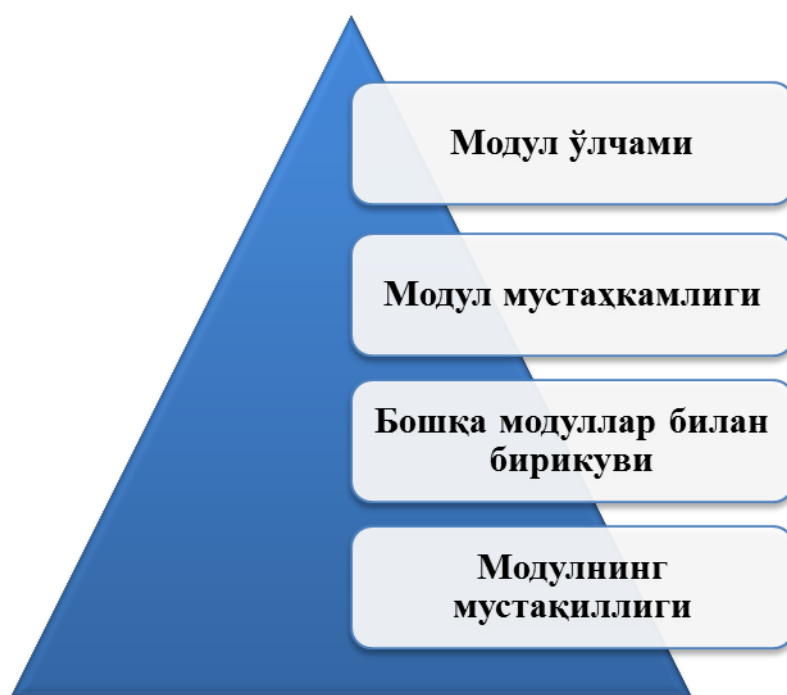 Модул ўлчами
Модул мустаҳкамлиги
Бошқа модуллар билан
бирикуви
Модулнинг
мустақиллиги